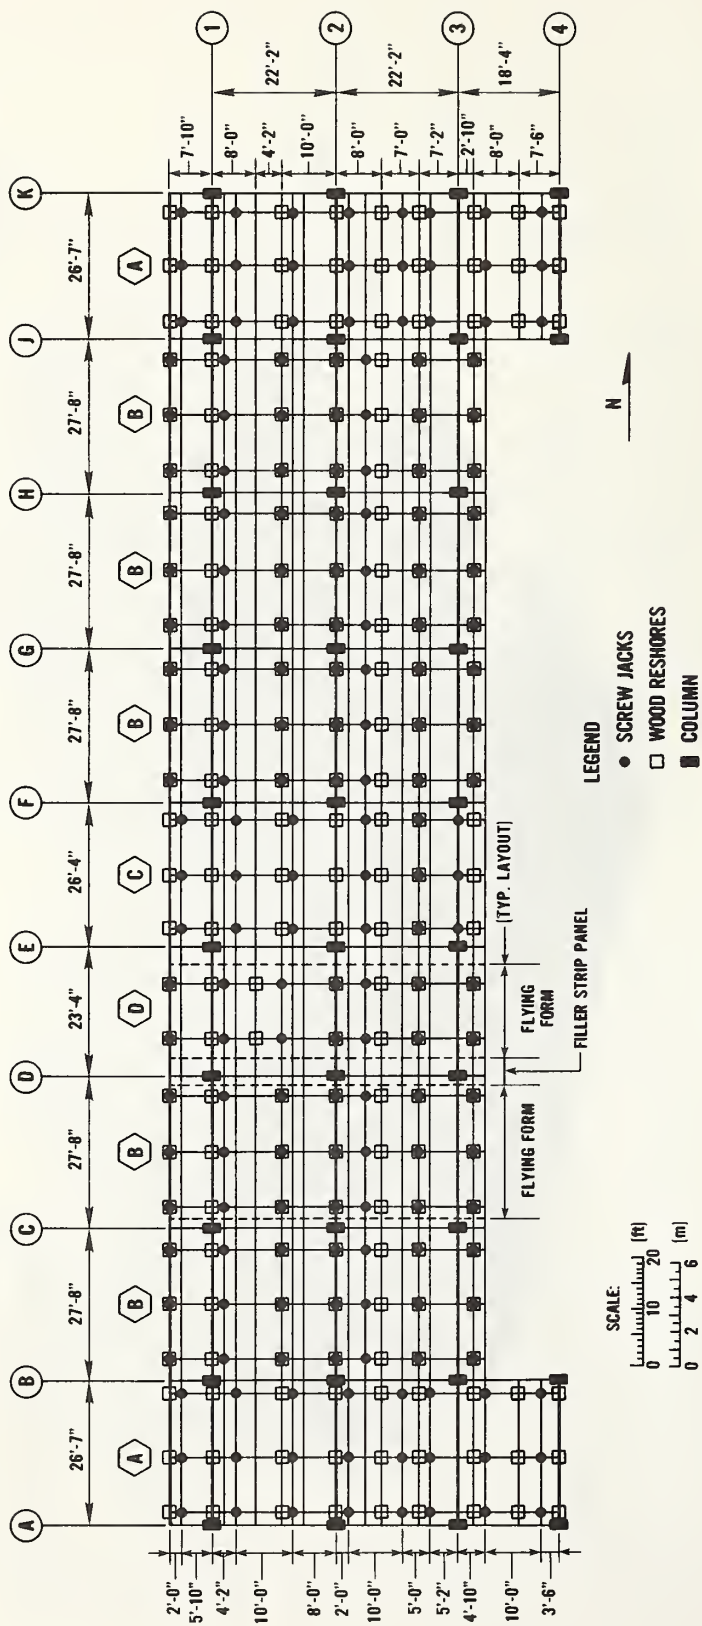 A B C D E F G H J K
26'-7" 27'-8" 27'-8" 23'-4" 26'-4" 27'-8" 27'-8" 27'-8" 26'-7"
A B B D C B B B A
1
2
3
4
22'-2"
22'-2"
18'-4"
7'-10"
8'-0"
4'-2"
10'-0"
8'-0"
7'-0"
7'-2"
2'-10"
8'-0"
7'-6"
2'-0"
5'-10"
4'-2"
10'-0"
8'-0"
2'-0"
10'-0"
5'-0"
5'-2"
4'-10"
10'-0"
3'-6"
FLYING FORM
FLYING
FORM
(TYP. LAYOUT)
FILLER STRIP PANEL
N
SCALE:
0 10 20 (ft)
0 2 4 6 (m)
LEGEND
SCREW JACKS
WOOD RESHORES
COLUMN